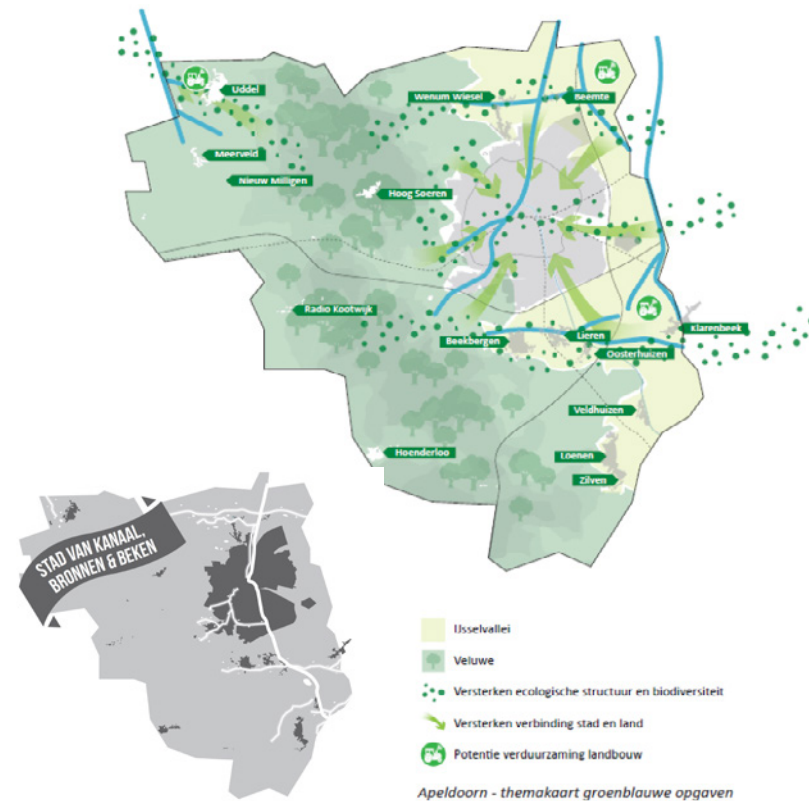 Uddel
Wenum Wiesel
Beemte
Meerveld
Nieuw Milligen
Hoog Soeren
Radio Kootwijk
Klarenbeek
Beekbergen
Lieren
Oosterhuizen
Veldhuizen
Hoenderloo
Loenen
Zilven
STAD VAN KANAAL,
BRONNEN & BEKEN
IJsselvallei
Veluwe
Versterken ecologische structuur en biodiversiteit
Versterken verbinding stad en land
Potentie verduurzaming landbouw
Apeldoorn - themakaart groenblauwe opgaven